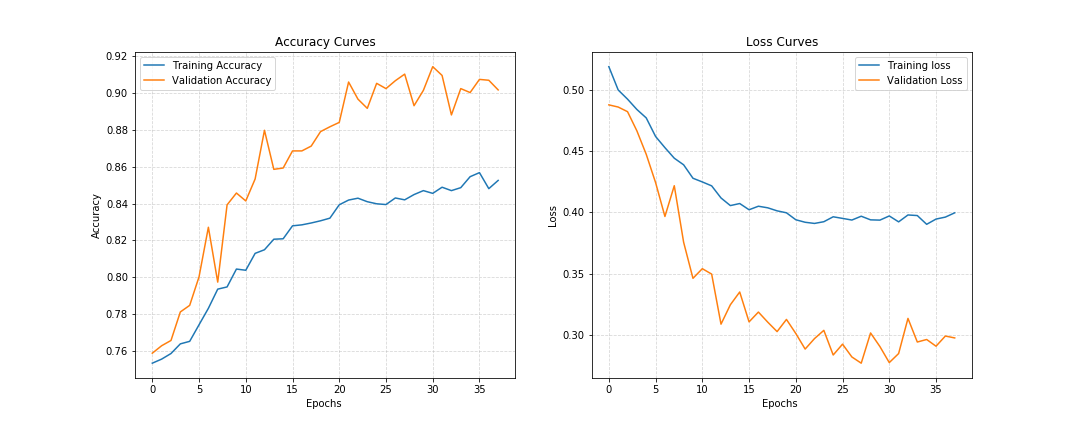 Accuracy Curves
Training Accuracy
Validation Accuracy
0.92
0.90
0.88
0.86
0.84
0.82
0.80
0.78
0.76
Accuracy
0 5 10 15 20 25 30 35
Epochs
Loss Curves
Training loss
Validation Loss
0.50
0.45
0.40
0.35
0.30
Loss
0 5 10 15 20 25 30 35
Epochs